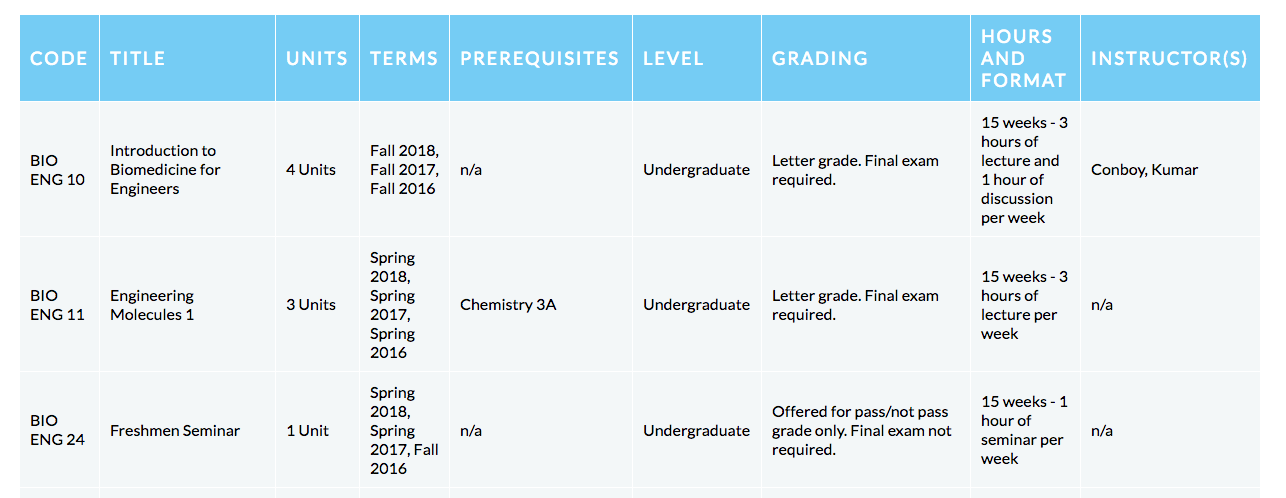 CODE
TITLE
UNITS
TERMS
PREREQUISITES
LEVEL
GRADING
HOURS
AND
FORMAT
INSTRUCTOR(S)
BIO
ENG 10
Introduction to
Biomedicine for
Engineers
4 Units
Fall 2018,
Fall 2017,
Fall 2016
n/a
Undergraduate
Letter grade. Final exam
required.
15 weeks - 3
hours of
lecture and
1 hour of
discussion
per week
Conboy, Kumar
BIO
ENG 11
Engineering
Molecules 1
3 Units
Spring
2018,
Spring
2017,
Spring
2016
Chemistry 3A
Undergraduate
Letter grade. Final exam
required.
15 weeks - 3
hours of
lecture per
week
n/a
BIO
ENG 24
Freshmen Seminar
1 Unit
Spring
2018,
Spring
2017, Fall
2016
n/a
Undergraduate
Offered for pass/not pass
grade only. Final exam not
required.
15 weeks - 1
hour of
seminar per
week
n/a